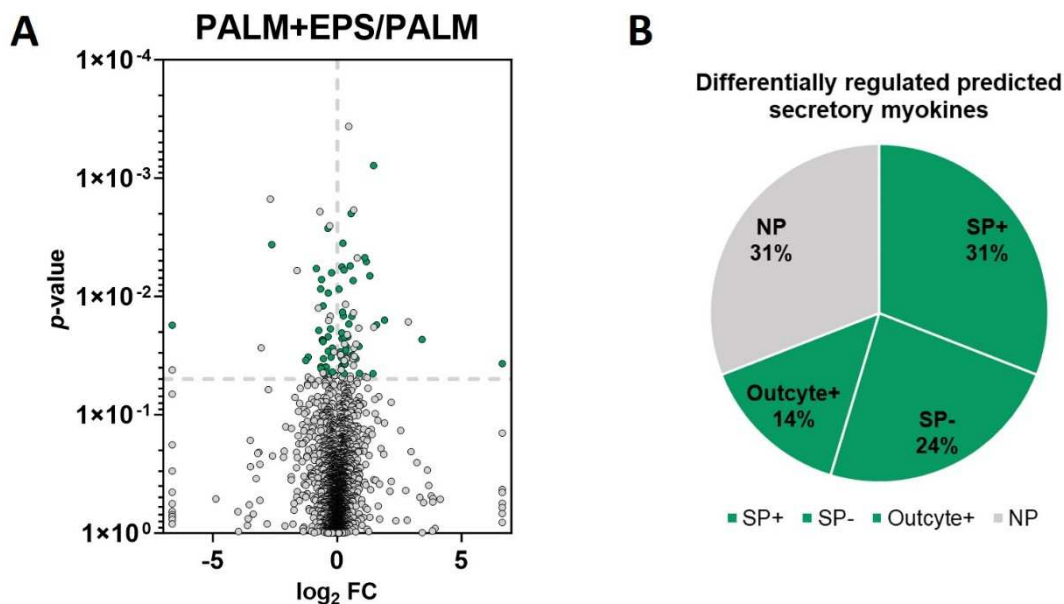 A
PALM+EPS/PALM
1×10⁻⁴
1×10⁻³
1×10⁻²
1×10⁻¹
1×10⁰
p-value
-5
0
5
log₂ FC
B
Differentially regulated predicted
secretory myokines
NP
31%
SP+
31%
Outcyte+
14%
SP-
24%
SP+ SP- Outcyte+ NP